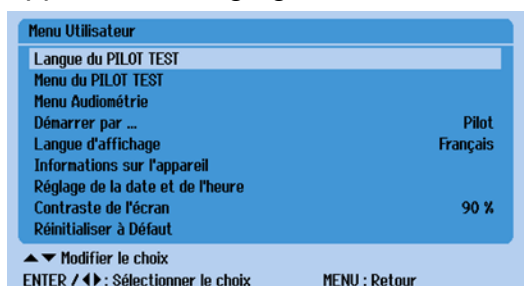 Menu Utilisateur
Langue du PILOT TEST
Menu du PILOT TEST
Menu Audiométrie
Démarrer par ... Pilot
Langue d'affichage Français
Informations sur l'appareil
Réglage de la date et de l'heure
Contraste de l'écran 90 %
Réinitialiser à Défaut
▲▼ Modifier le choix
ENTER / ◀▶ : Sélectionner le choix MENU : Retour